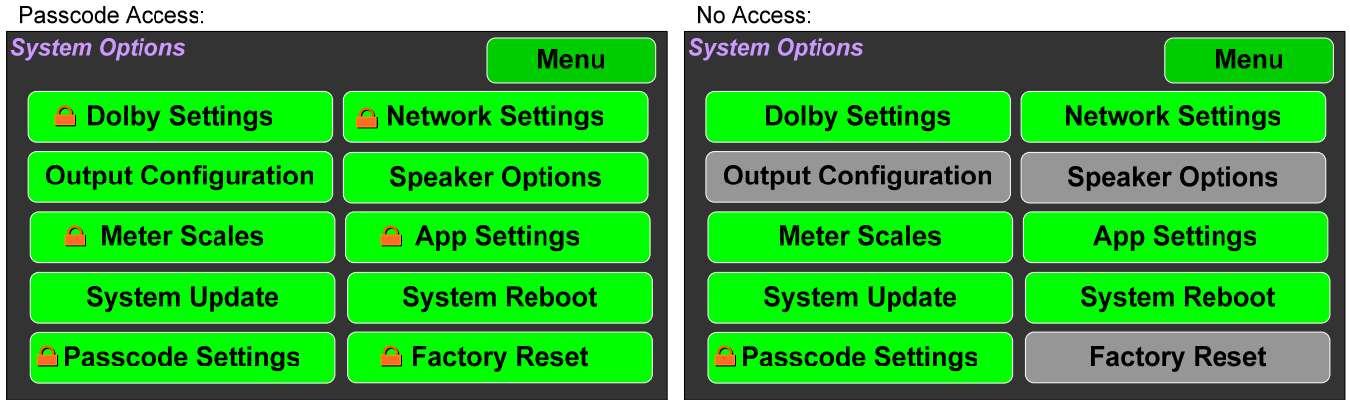 Passcode Access:
System Options
Menu
Dolby Settings
Network Settings
Output Configuration
Speaker Options
Meter Scales
App Settings
System Update
System Reboot
Passcode Settings
Factory Reset
No Access:
System Options
Menu
Dolby Settings
Network Settings
Output Configuration
Speaker Options
Meter Scales
App Settings
System Update
System Reboot
Passcode Settings
Factory Reset